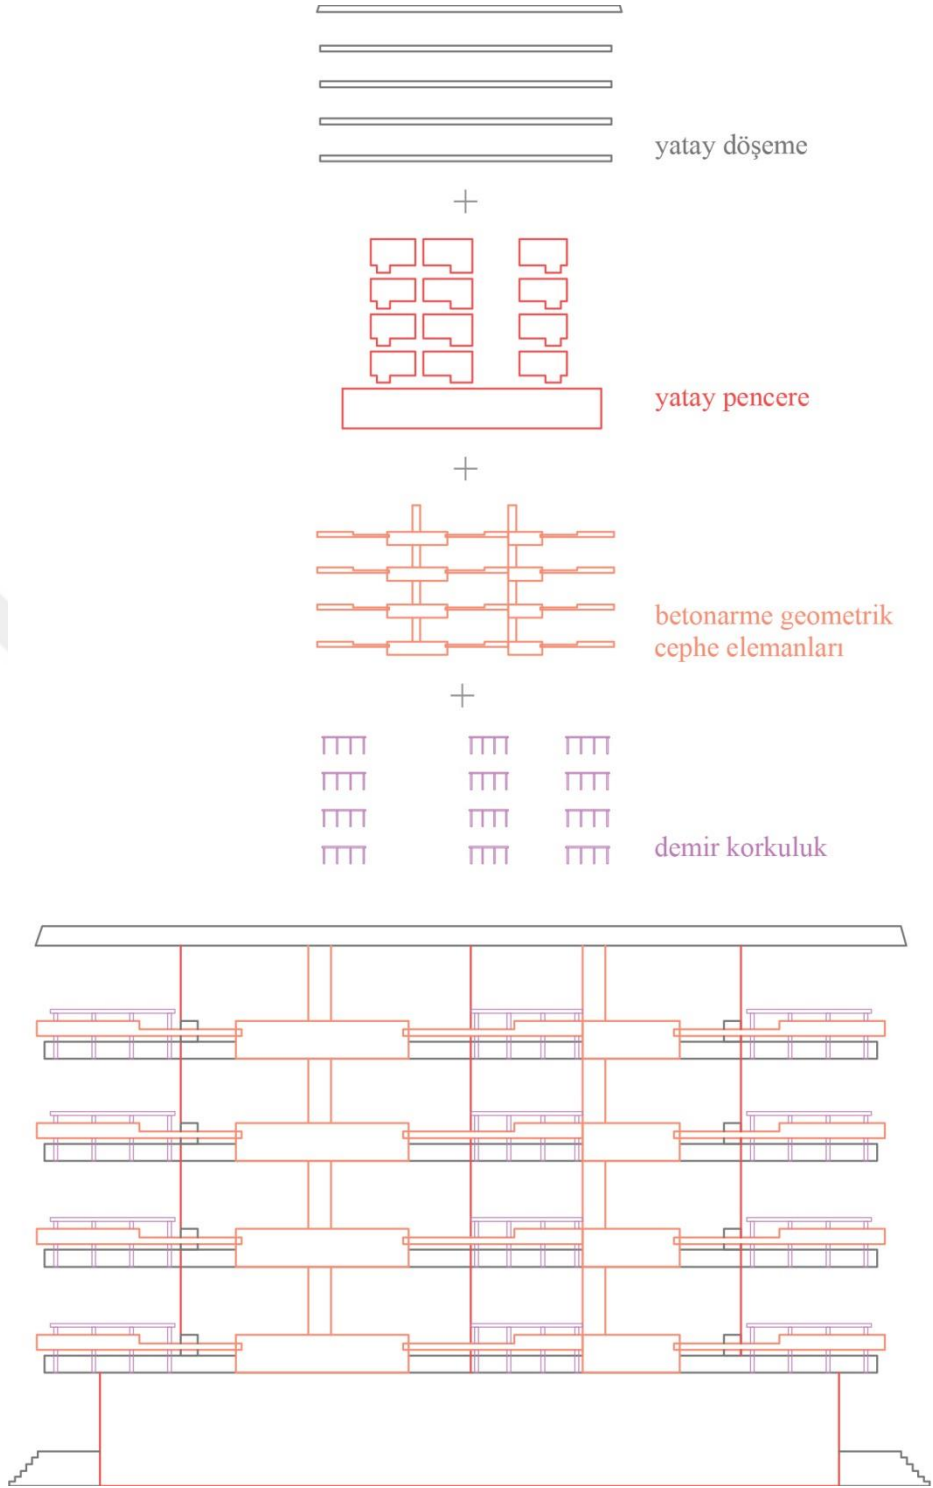 yatay döşeme
yatay pencere
betonarme geometrik
cephe elemanları
demir korkuluk